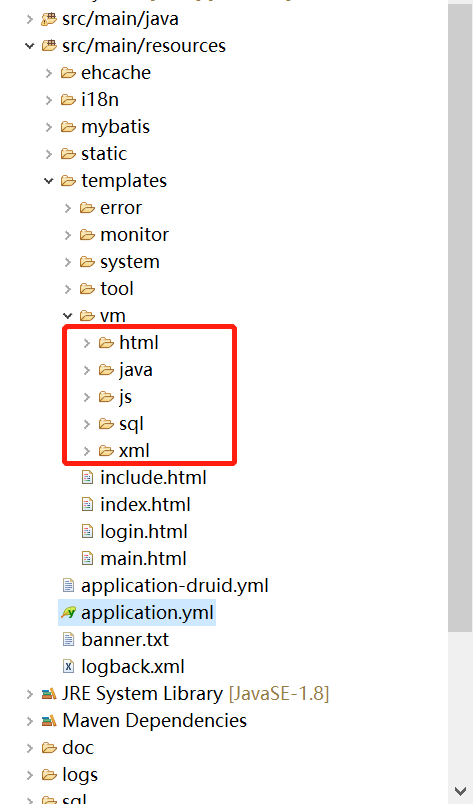 src/main/java
src/main/resources
ehcache
i18n
mybatis
static
templates
error
monitor
system
tool
vm
html
java
js
sql
xml
include.html
index.html
login.html
main.html
application-druid.yml
application.yml
banner.txt
logback.xml
JRE System Library [JavaSE-1.8]
Maven Dependencies
doc
logs
sql